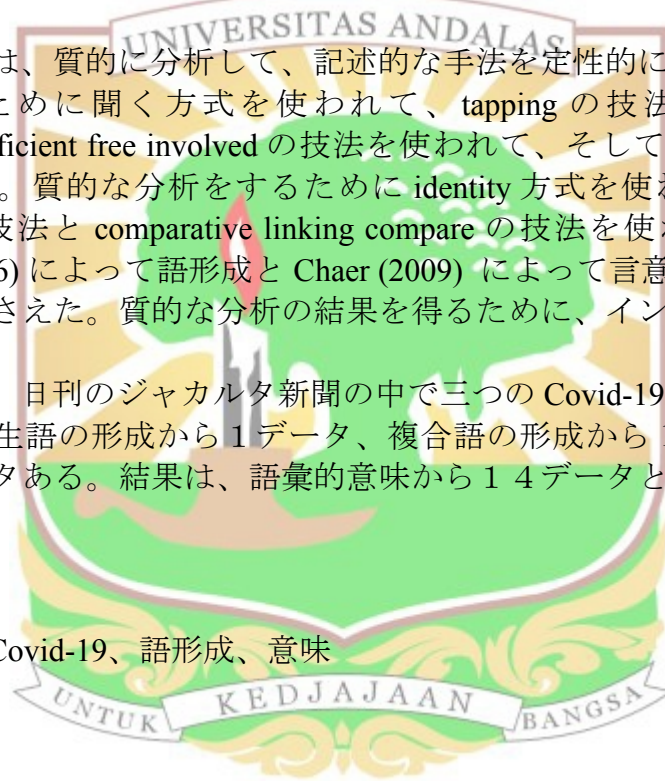 UNIVERSITAS ANDALAS
は、質的に分析して、記述的な手法を定性的に
ために聞く方式を使われて、tapping の技法
ficient free involved の技法を使われて、そして
。質的な分析をするために identity 方式を使わ
技法と comparative linking compare の技法を使わ
6) によって語形成と Chaer (2009) によって言意
さえた。質的な分析の結果を得るために、イン
日刊のジャカルタ新聞の中で三つの Covid-19
生語の形成から１データ、複合語の形成から１
タある。結果は、語彙的意味から１４データと
Covid-19、語形成、意味
UNTUK KEDJAJAAN BANGSA